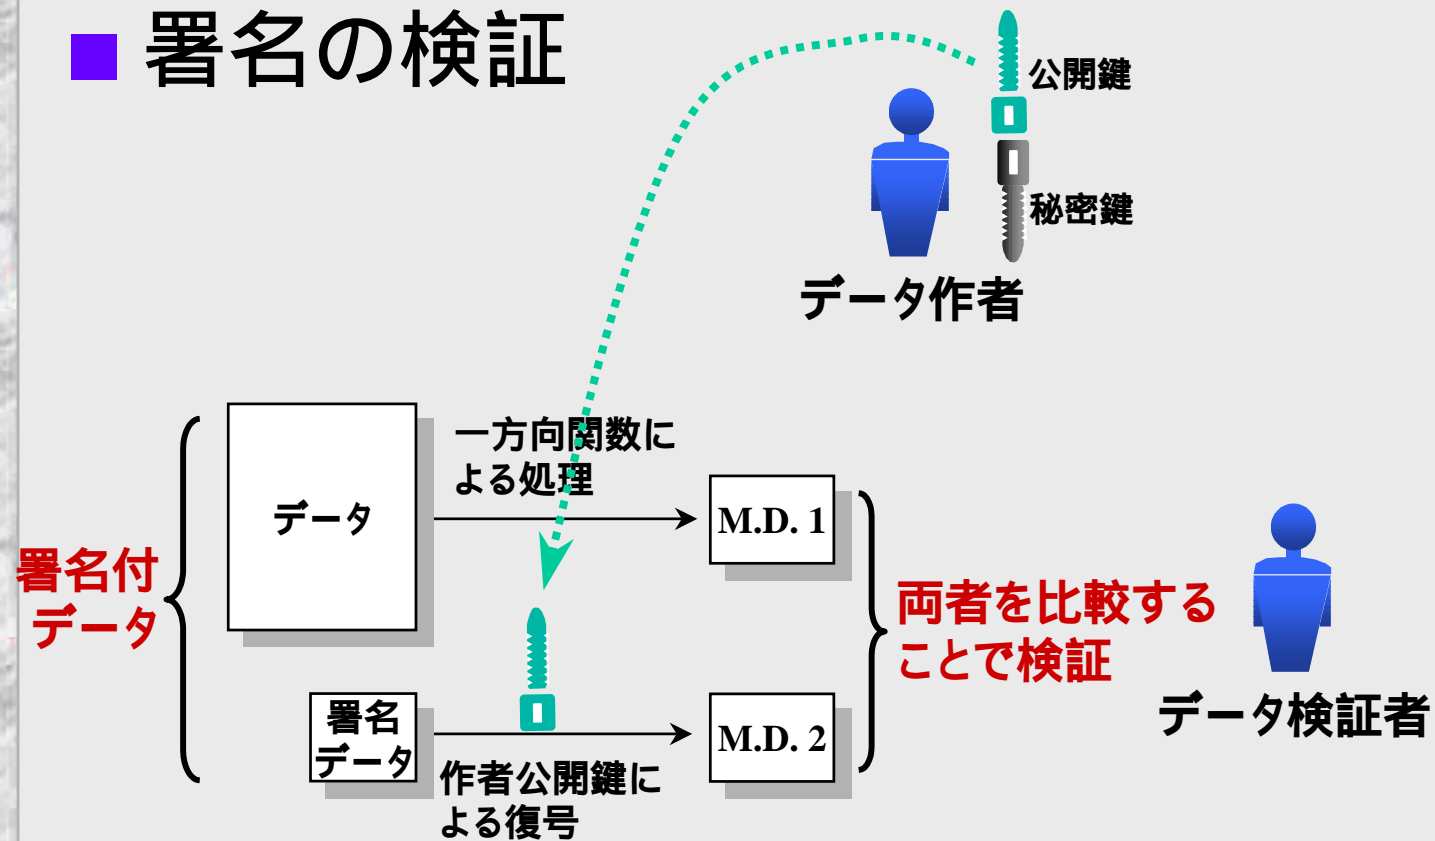 署名の検証
公開鍵
秘密鍵
データ作者
一方向関数に
よる処理
データ
M.D. 1
署名付
データ
両者を比較する
ことで検証
署名
データ
M.D. 2
データ検証者
作者公開鍵に
よる復号